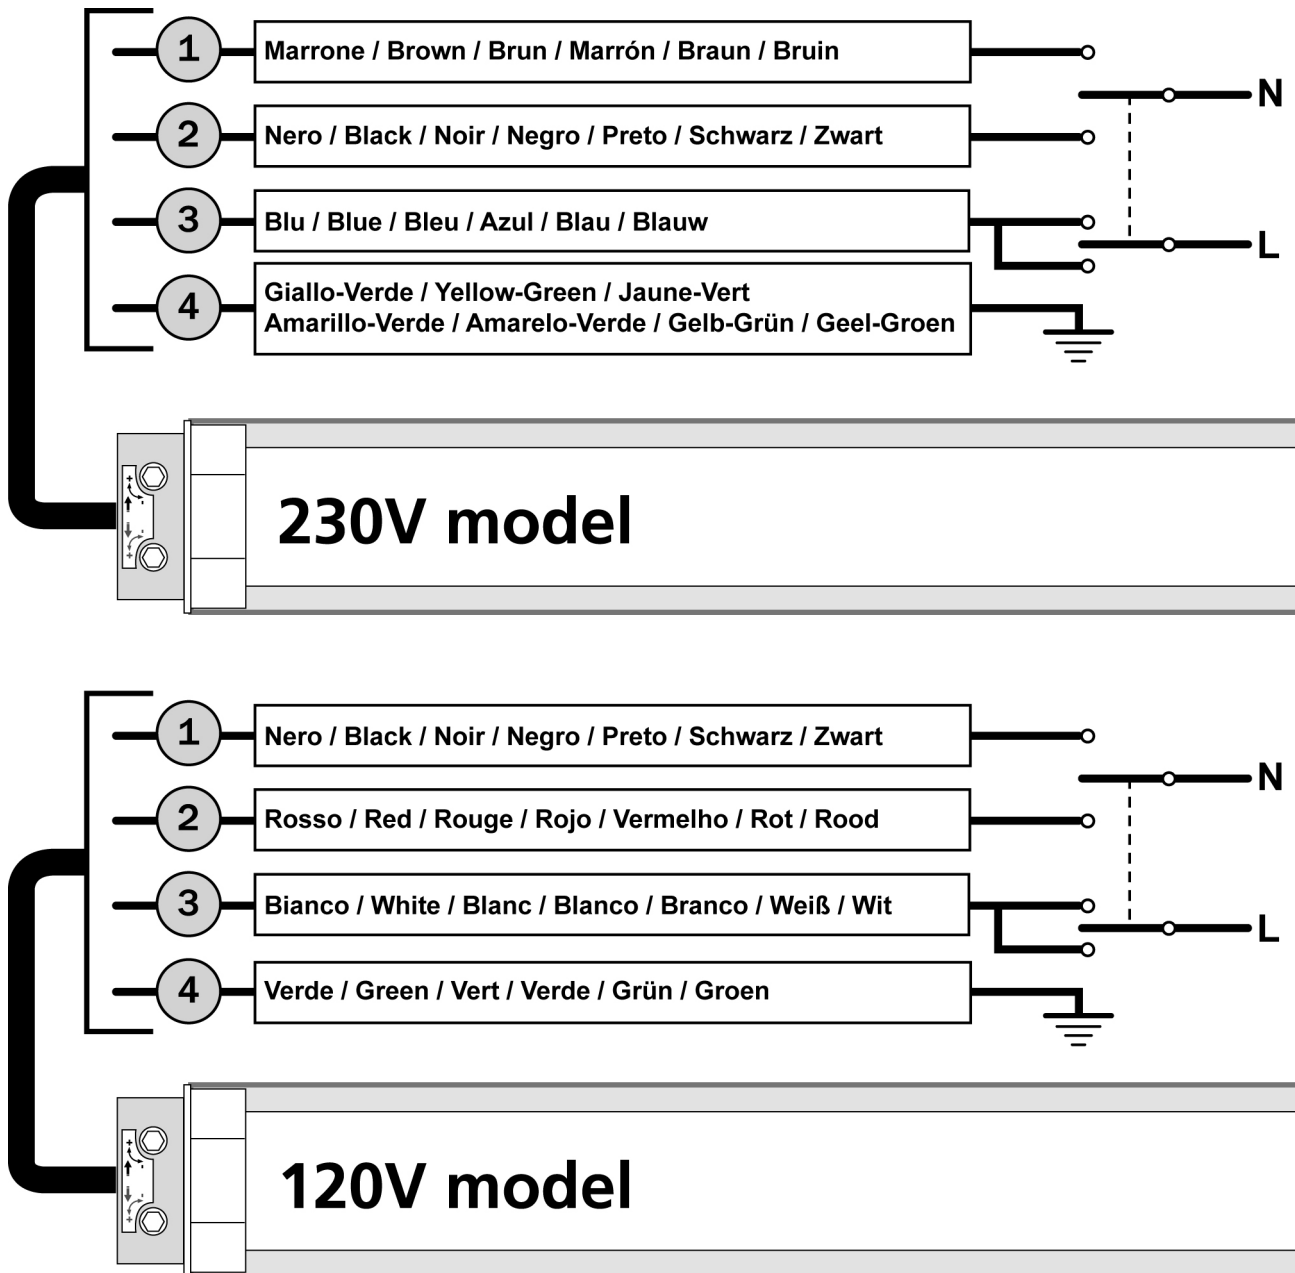 1 Marrone / Brown / Brun / Marrón / Braun / Bruin
N
2 Nero / Black / Noir / Negro / Preto / Schwarz / Zwart
3 Blu / Blue / Bleu / Azul / Blau / Blauw
L
4 Giallo-Verde / Yellow-Green / Jaune-Vert
Amarillo-Verde / Amarelo-Verde / Gelb-Grün / Geel-Groen
+ -
- +
230V model
1 Nero / Black / Noir / Negro / Preto / Schwarz / Zwart
N
2 Rosso / Red / Rouge / Rojo / Vermelho / Rot / Rood
3 Bianco / White / Blanc / Blanco / Branco / Weiß / Wit
L
4 Verde / Green / Vert / Verde / Grün / Groen
+ -
- +
120V model